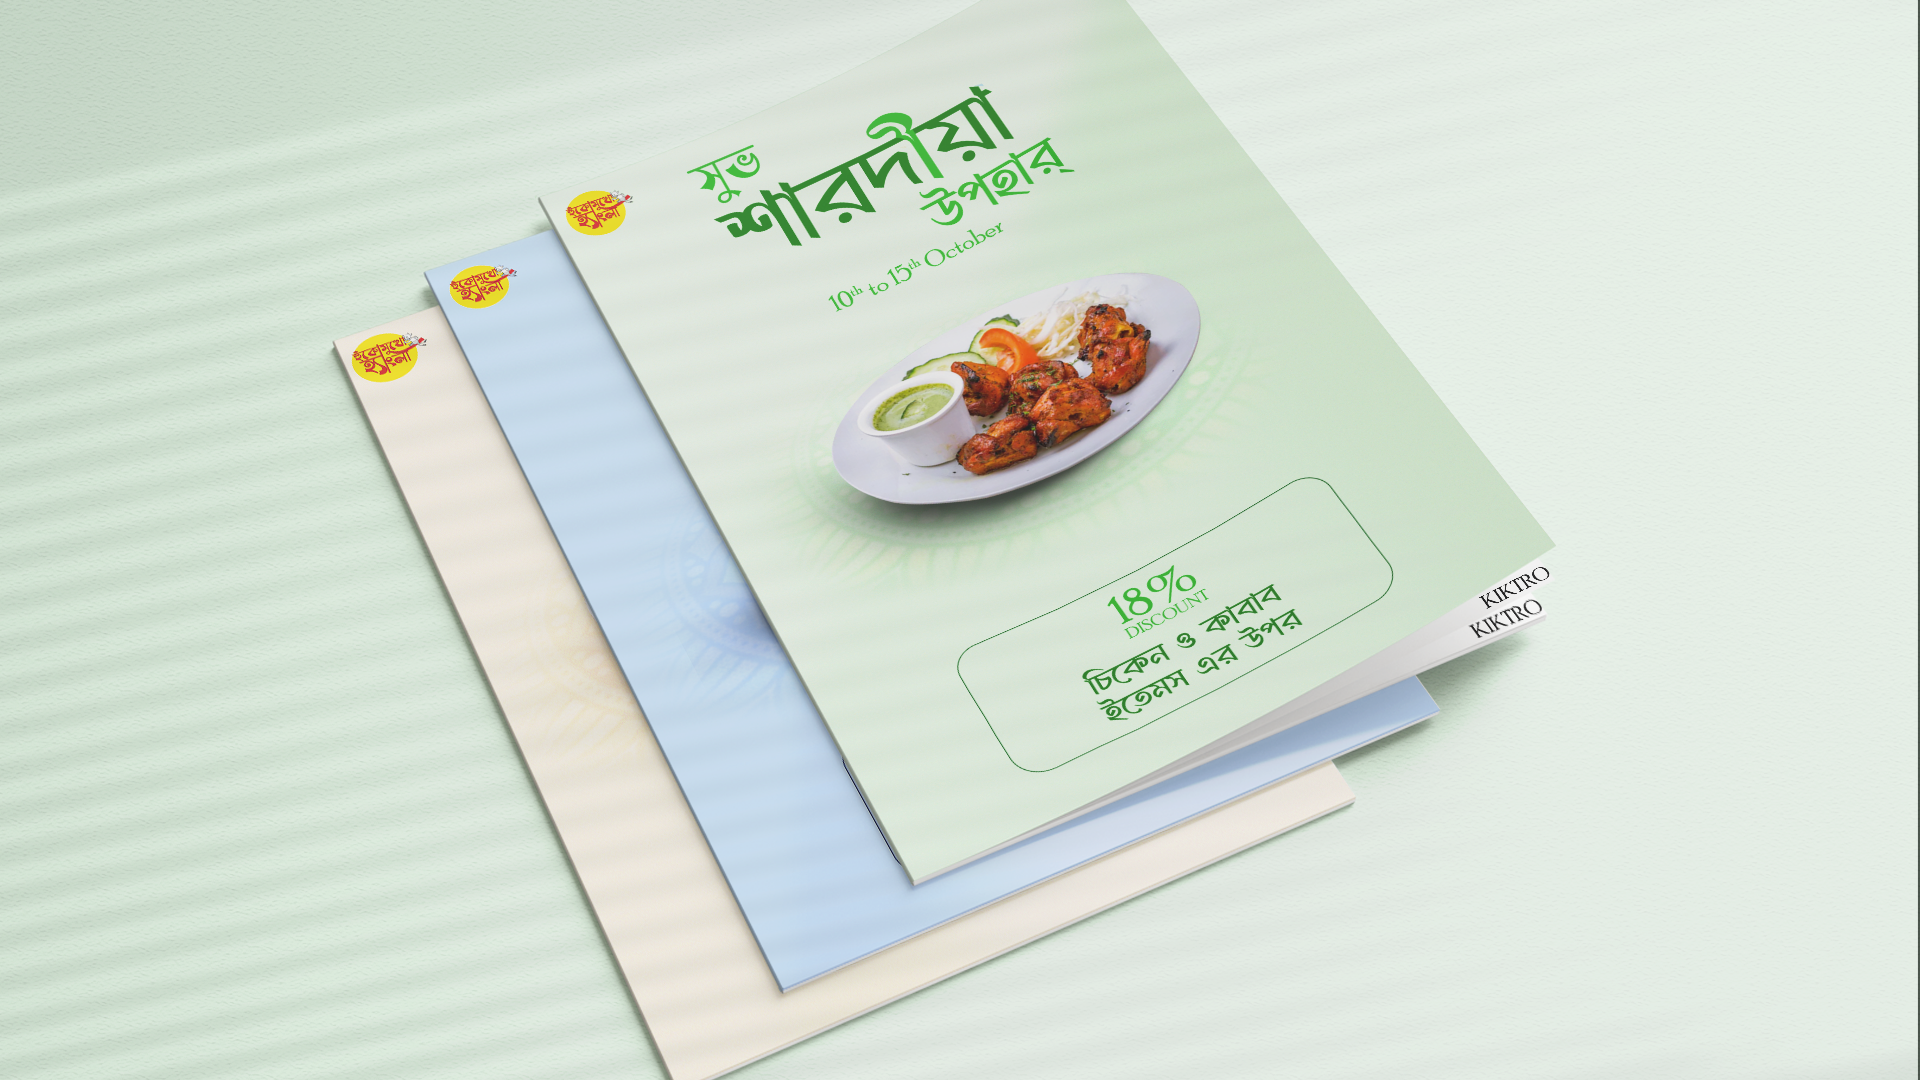 সুভ
শারদীয়া
উপহার্
10th to 15th October
18%
DISCOUNT
চিকেন ও কাবাব
ইতেমস এর উপর
KIKTRO
KIKTRO
হুঁকোমুখো
হ্যাংলা
হুঁকোমুখো
হ্যাংলা
হুঁকোমুখো
হ্যাংলা